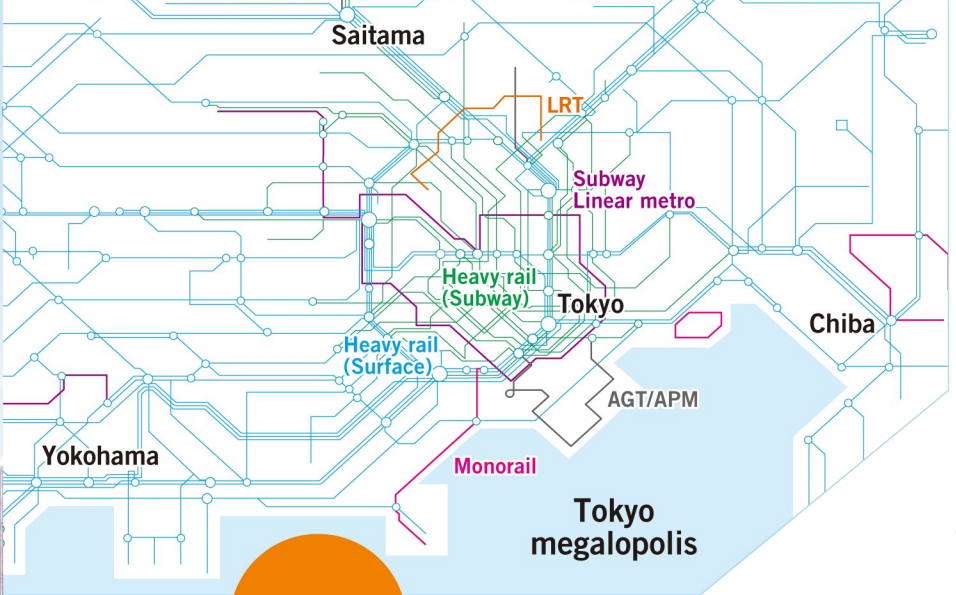 Saitama
LRT
Subway
Linear metro
Heavy rail
(Subway)
Tokyo
Chiba
Heavy rail
(Surface)
AGT/APM
Yokohama
Monorail
Tokyo
megalopolis